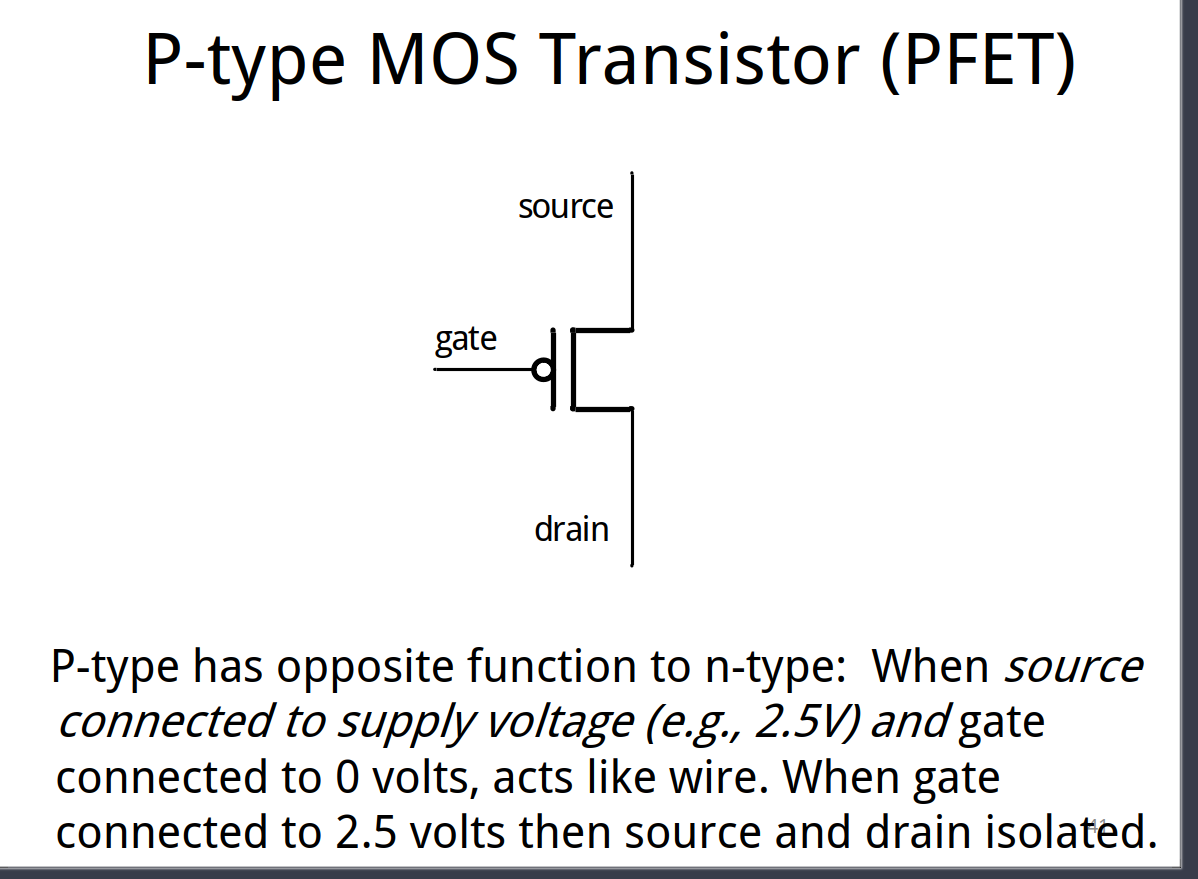 P-type MOS Transistor (PFET)
source
gate
drain
P-type has opposite function to n-type:  When source
connected to supply voltage (e.g., 2.5V) and gate
connected to 0 volts, acts like wire. When gate
connected to 2.5 volts then source and drain isolated.
41